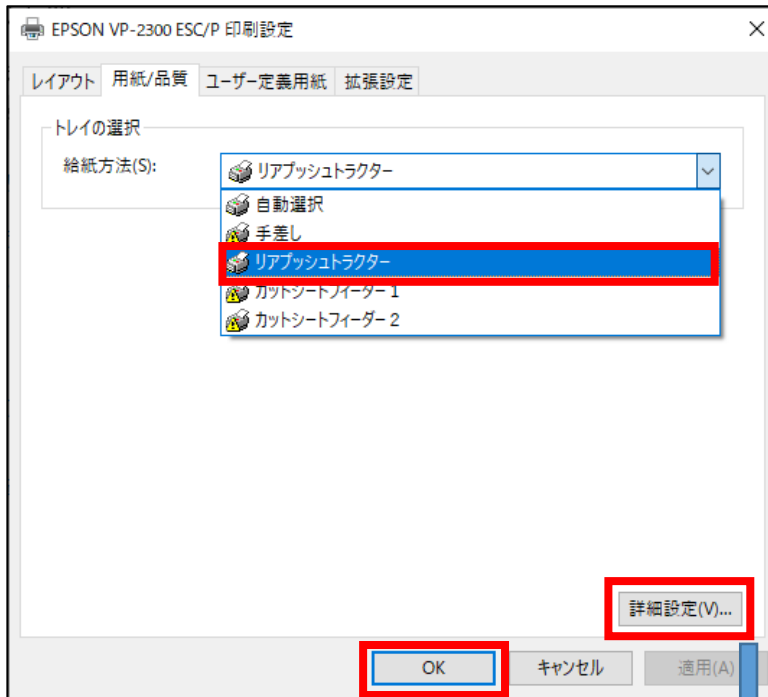 EPSON VP-2300 ESC/P 印刷設定
レイアウト 用紙/品質 ユーザー定義用紙 拡張設定
トレイの選択
給紙方法(S): リアプッシュトラクター
自動選択
手差し
リアプッシュトラクター
カットシートフィーダー 1
カットシートフィーダー 2
詳細設定(V)...
OK キャンセル 適用(A)